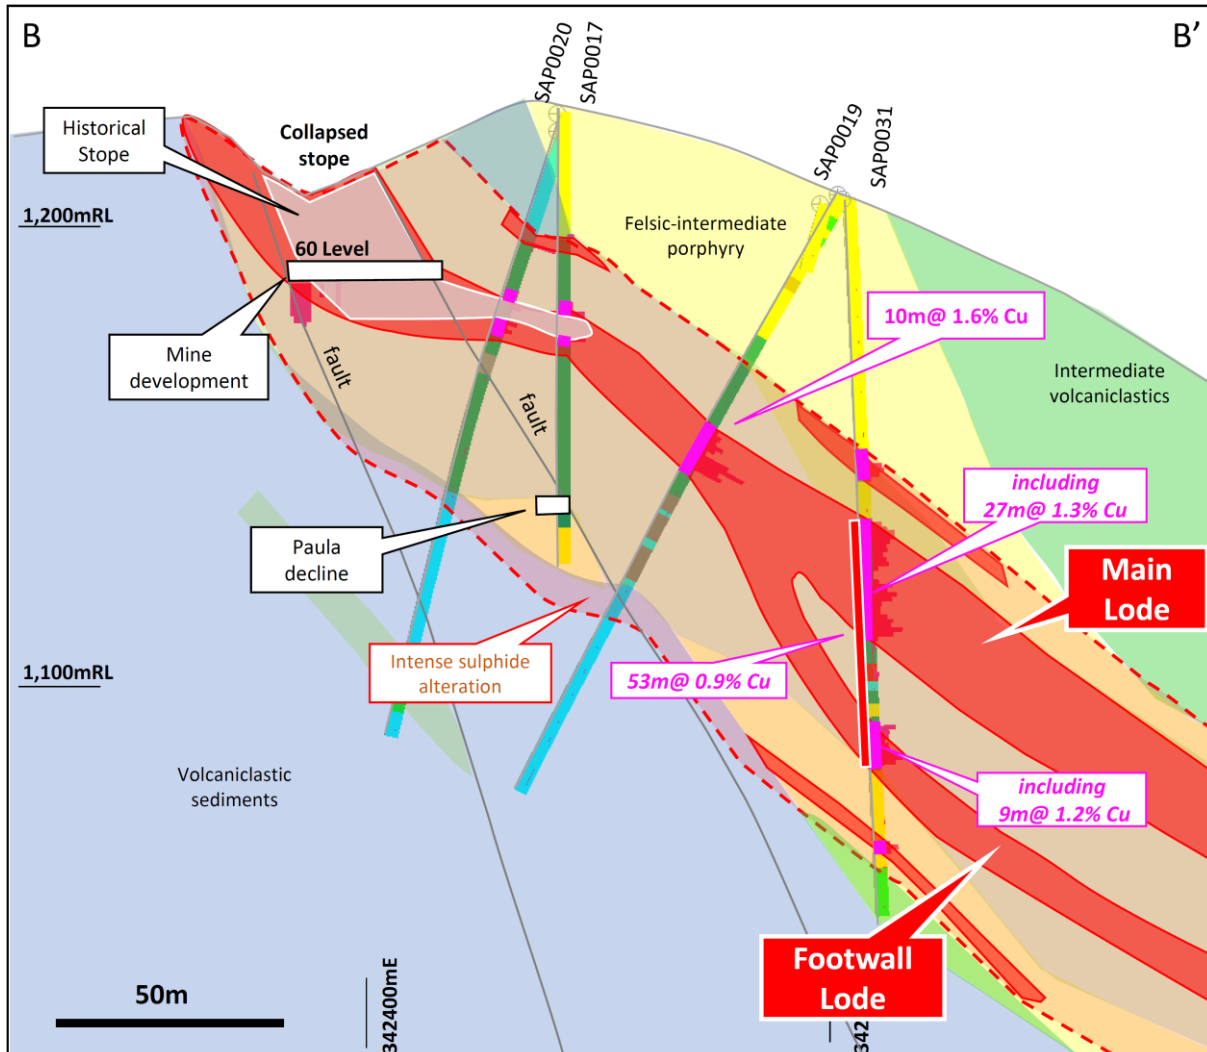 B
B’
SAP0020
SAP0017
SAP0019
SAP0031
Historical
Stope
Collapsed
stope
1,200mRL
60 Level
Felsic-intermediate
porphyry
10m@ 1.6% Cu
Mine
development
fault
fault
Intermediate
volcaniclastics
including
27m@ 1.3% Cu
Paula
decline
Main
Lode
Intense sulphide
alteration
53m@ 0.9% Cu
1,100mRL
Volcaniclastic
sediments
including
9m@ 1.2% Cu
Footwall
Lode
50m
342400mE
342